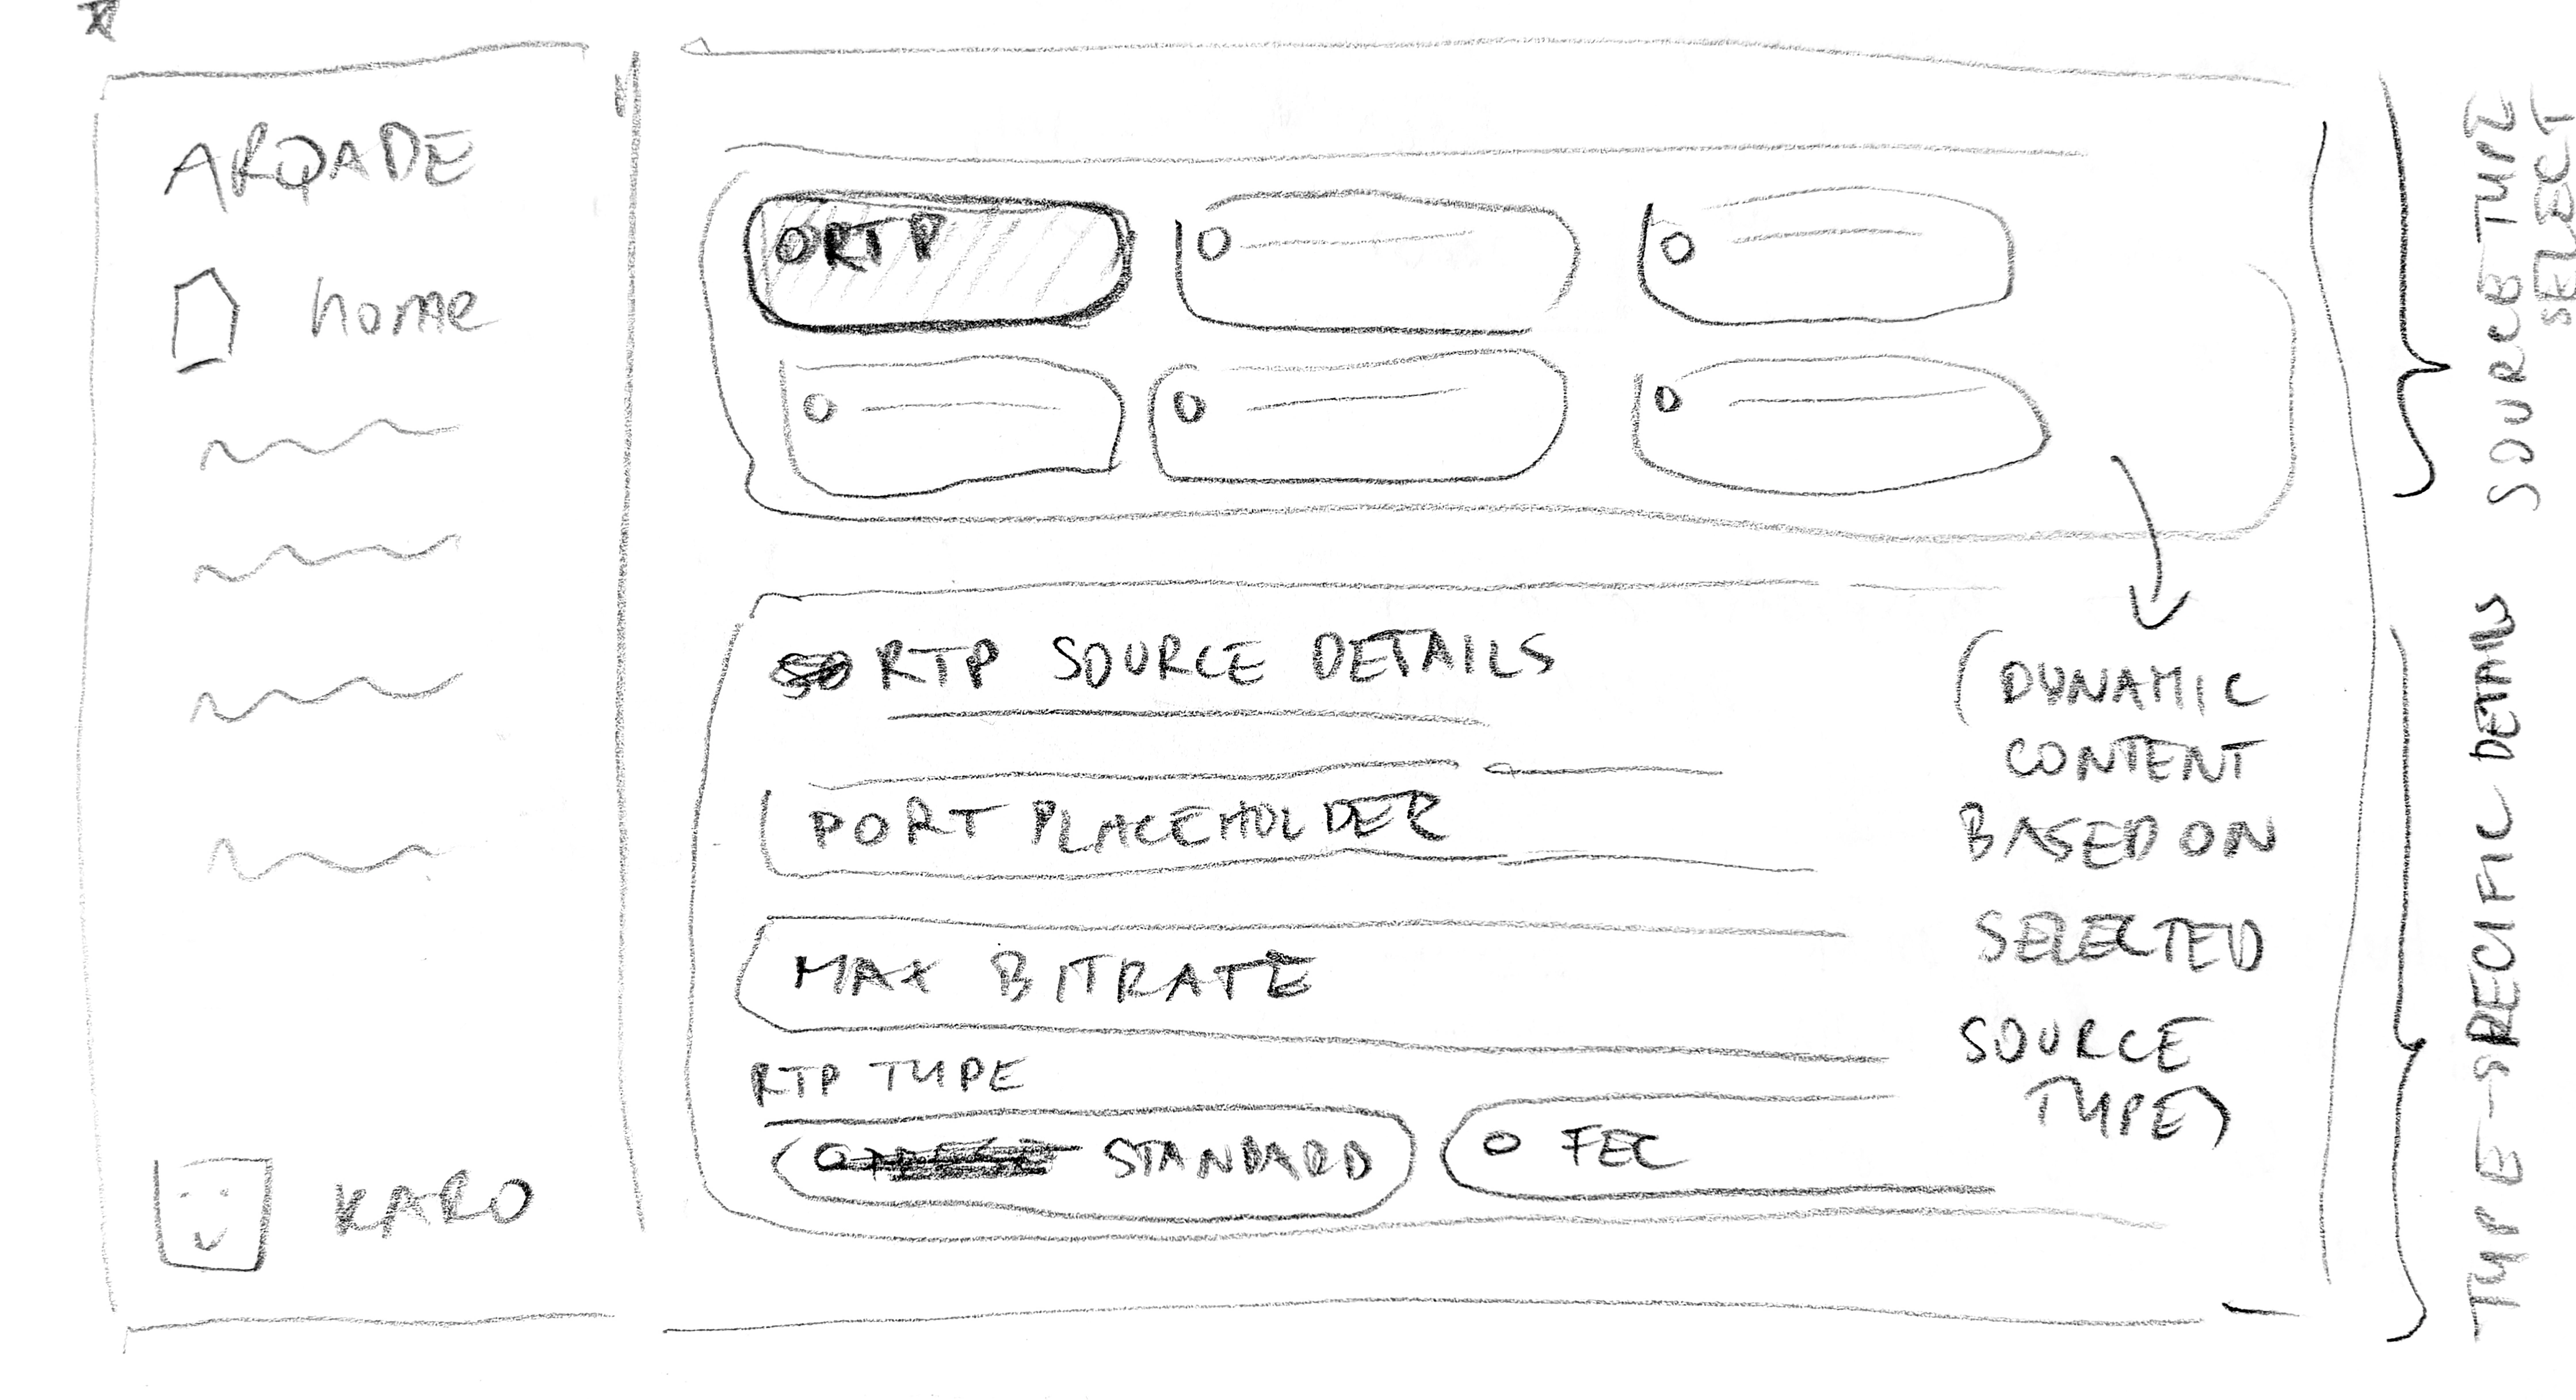 ARQADE
home
KARO
RTP
RTP SOURCE DETAILS
PORT PLACEHOLDER
MAX BITRATE
RTP TYPE
STANDARD
FEC
(DYNAMIC
CONTENT
BASED ON
SELECTED
SOURCE
TYPE)
SOURCE TYPE
SELECT
TYPE-SPECIFIC DETAILS